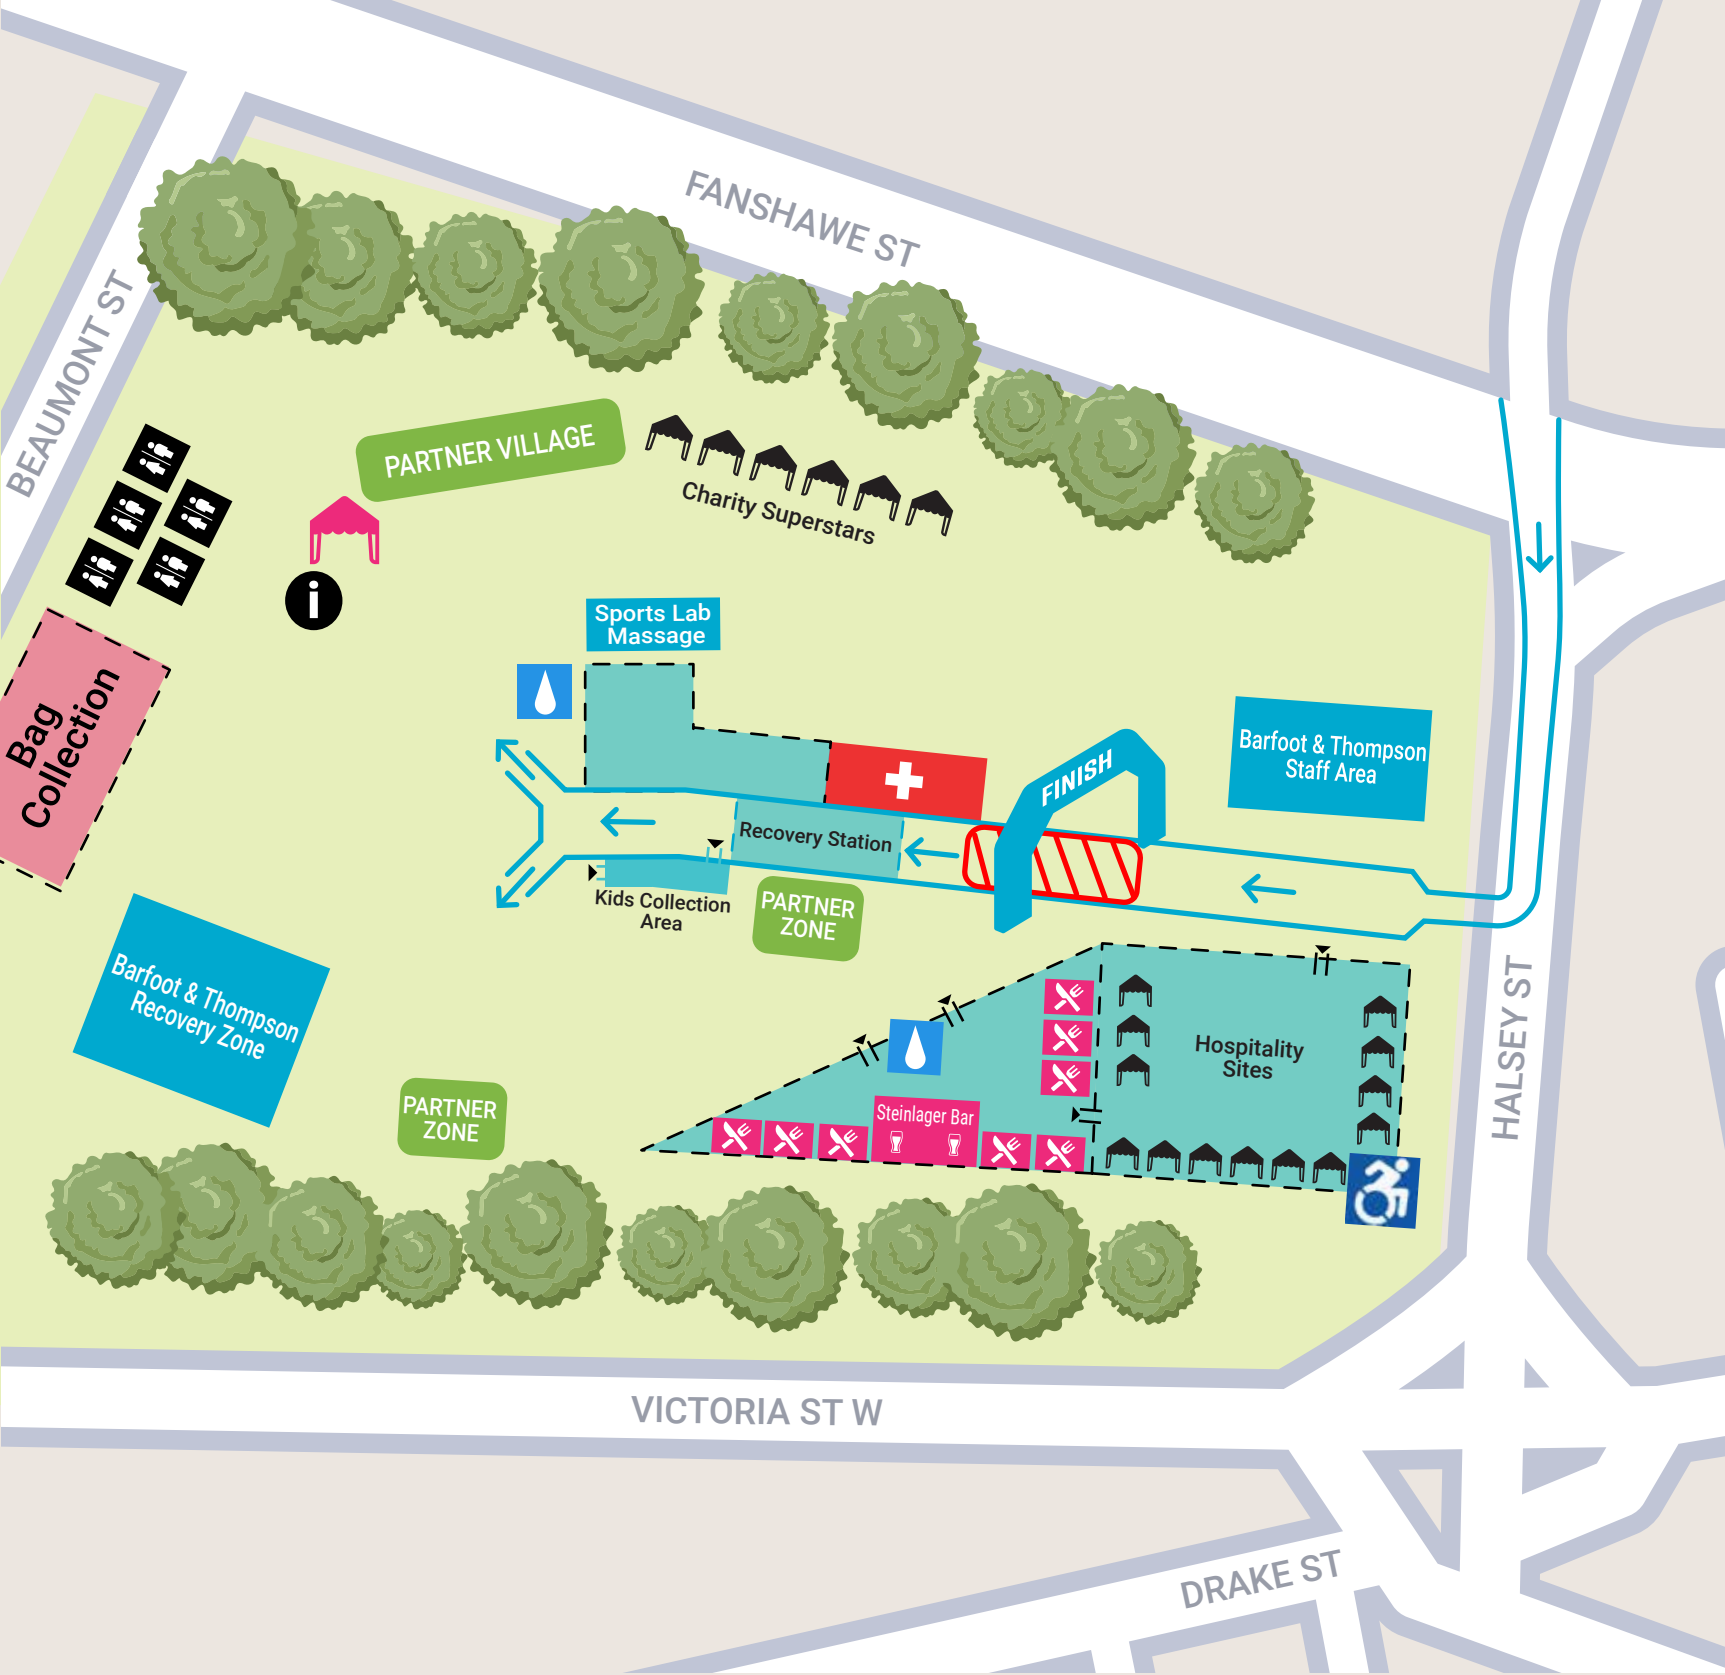 FANSHAWE ST
BEAUMONT ST
PARTNER VILLAGE
Charity Superstars
i
Sports Lab
Massage
Bag
Collection
FINISH
Barfoot & Thompson
Staff Area
Recovery Station
Kids Collection
Area
PARTNER
ZONE
Barfoot & Thompson
Recovery Zone
PARTNER
ZONE
Hospitality
Sites
Steinlager Bar
HALSEY ST
VICTORIA ST W
DRAKE ST